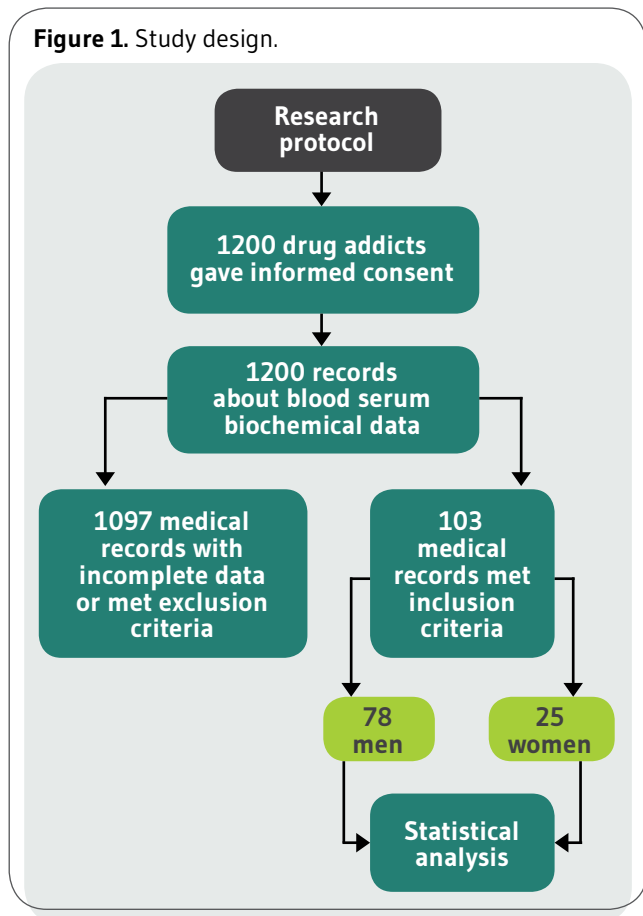 Figure 1. Study design.
Research
protocol
1200 drug addicts
gave informed consent
1200 records
about blood serum
biochemical data
1097 medical
records with
incomplete data
or met exclusion
criteria
103
medical
records met
inclusion
criteria
78
men
25
women
Statistical
analysis